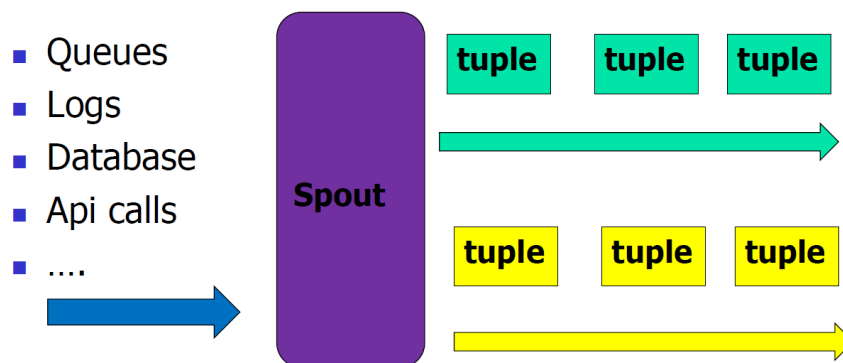 Queues
Logs
Database
Api calls
....
Spout
tuple tuple tuple
tuple tuple tuple